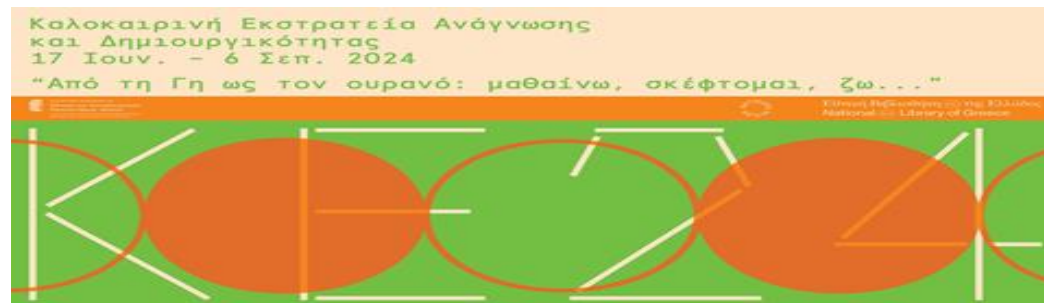 Καλοκαιρινή Εκστρατεία Ανάγνωσης
και Δημιουργικότητας
17 Ιουν. – 6 Σεπ. 2024
“Από τη Γη ως τον ουρανό: μαθαίνω, σκέφτομαι, ζω...”
Εθνική Βιβλιοθήκη της Ελλάδος
National Library of Greece
ΚΕ24